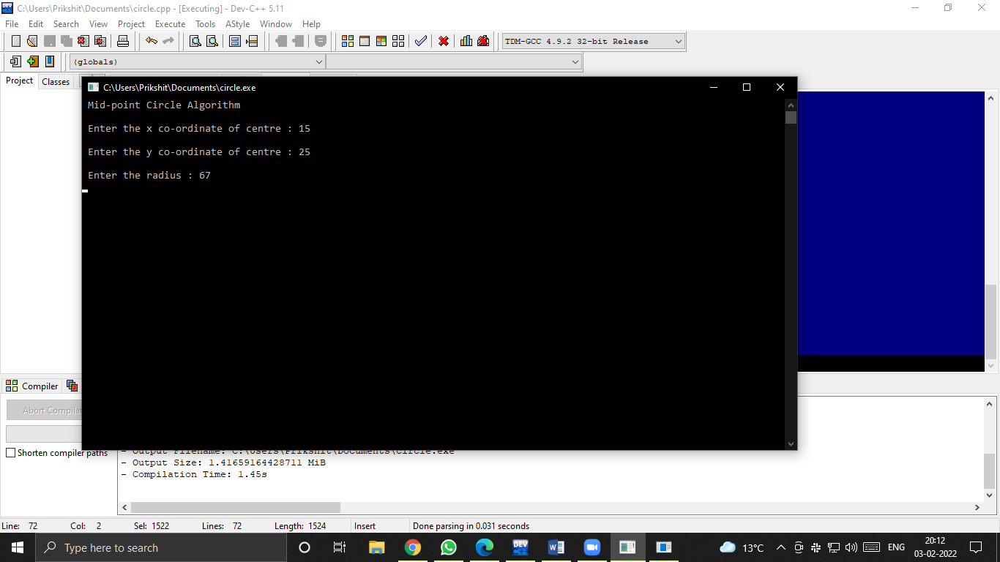 C:\Users\Prikshit\Documents\circle.cpp - [Executing] - Dev-C++ 5.11
File Edit Search View Project Execute Tools AStyle Window Help
TDM-GCC 4.9.2 32-bit Release
(globals)
Project Classes
C:\Users\Prikshit\Documents\circle.exe
Mid-point Circle Algorithm
Enter the x co-ordinate of centre : 15
Enter the y co-ordinate of centre : 25
Enter the radius : 67
Compiler
Abort Compila
- Output Filename: C:\Users\Prikshit\Documents\circle.exe
Shorten compiler paths
- Output Size: 1.41659164428711 MiB
- Compilation Time: 1.45s
Line: 72 Col: 2 Sel: 1522 Lines: 72 Length: 1524 Insert Done parsing in 0.031 seconds
Type here to search
DEV
13°C
ENG
20:12
03-02-2022